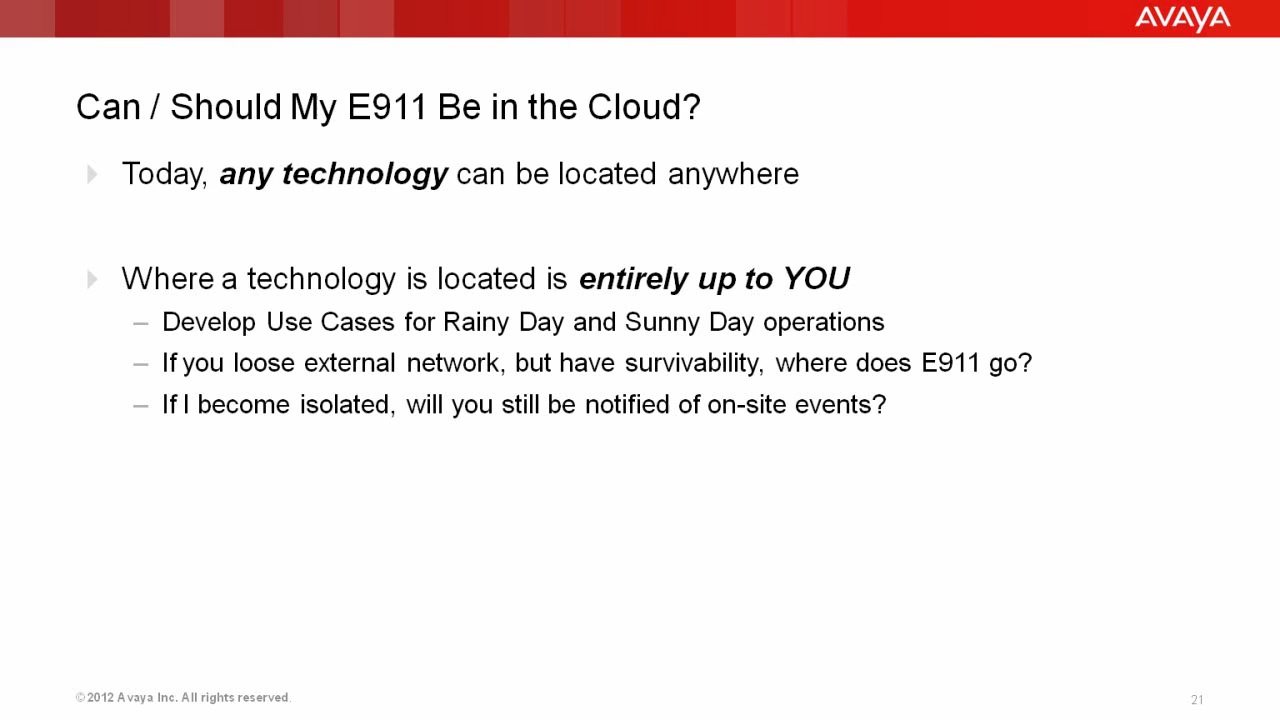 AVAYA
Can / Should My E911 Be in the Cloud?
Today, any technology can be located anywhere
Where a technology is located is entirely up to YOU
– Develop Use Cases for Rainy Day and Sunny Day operations
– If you loose external network, but have survivability, where does E911 go?
– If I become isolated, will you still be notified of on-site events?
© 2012 Avaya Inc. All rights reserved.
21